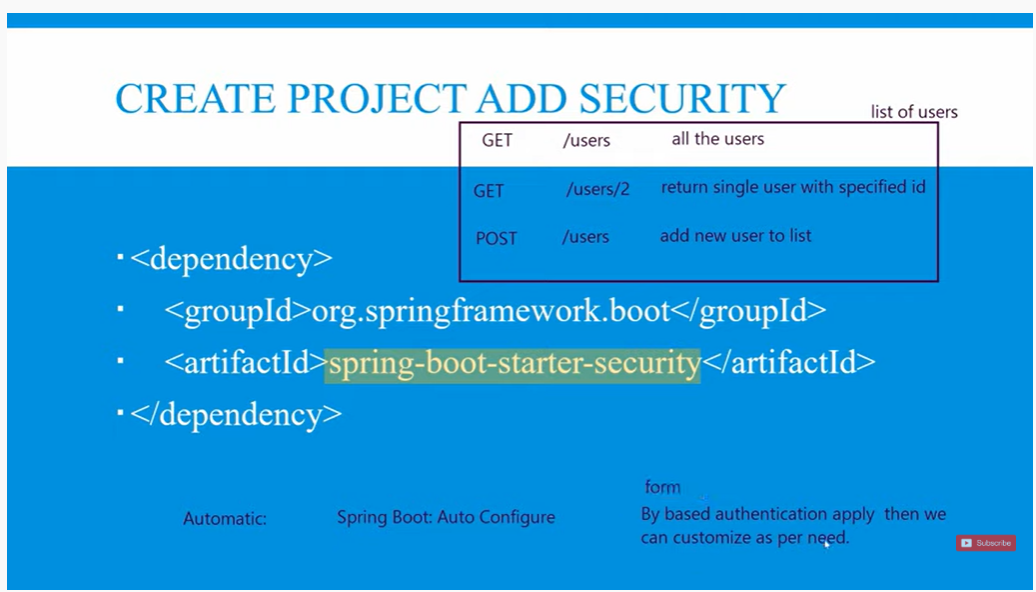 CREATE PROJECT ADD SECURITY
list of users
GET /users all the users
GET /users/2 return single user with specified id
POST /users add new user to list
▪ <dependency>
▪ <groupId>org.springframework.boot</groupId>
▪ <artifactId>spring-boot-starter-security</artifactId>
▪ </dependency>
form
Automatic: Spring Boot: Auto Configure By based authentication apply then we
can customize as per need.
Subscribe